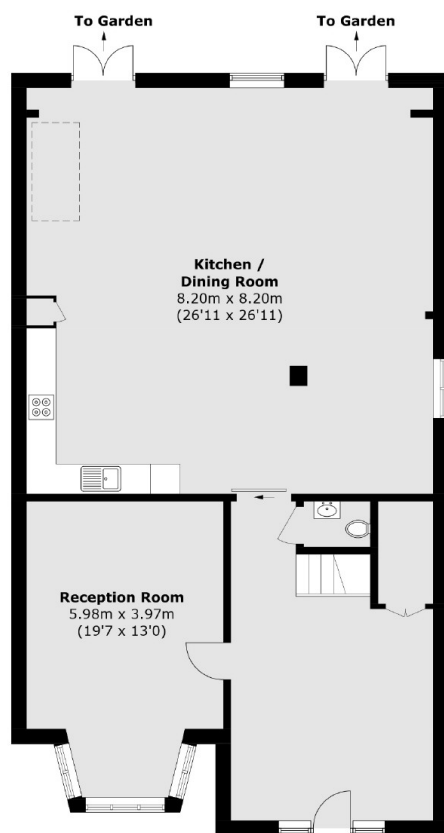 To Garden
To Garden
Kitchen /
Dining Room
8.20m x 8.20m
(26'11 x 26'11)
Reception Room
5.98m x 3.97m
(19'7 x 13'0)